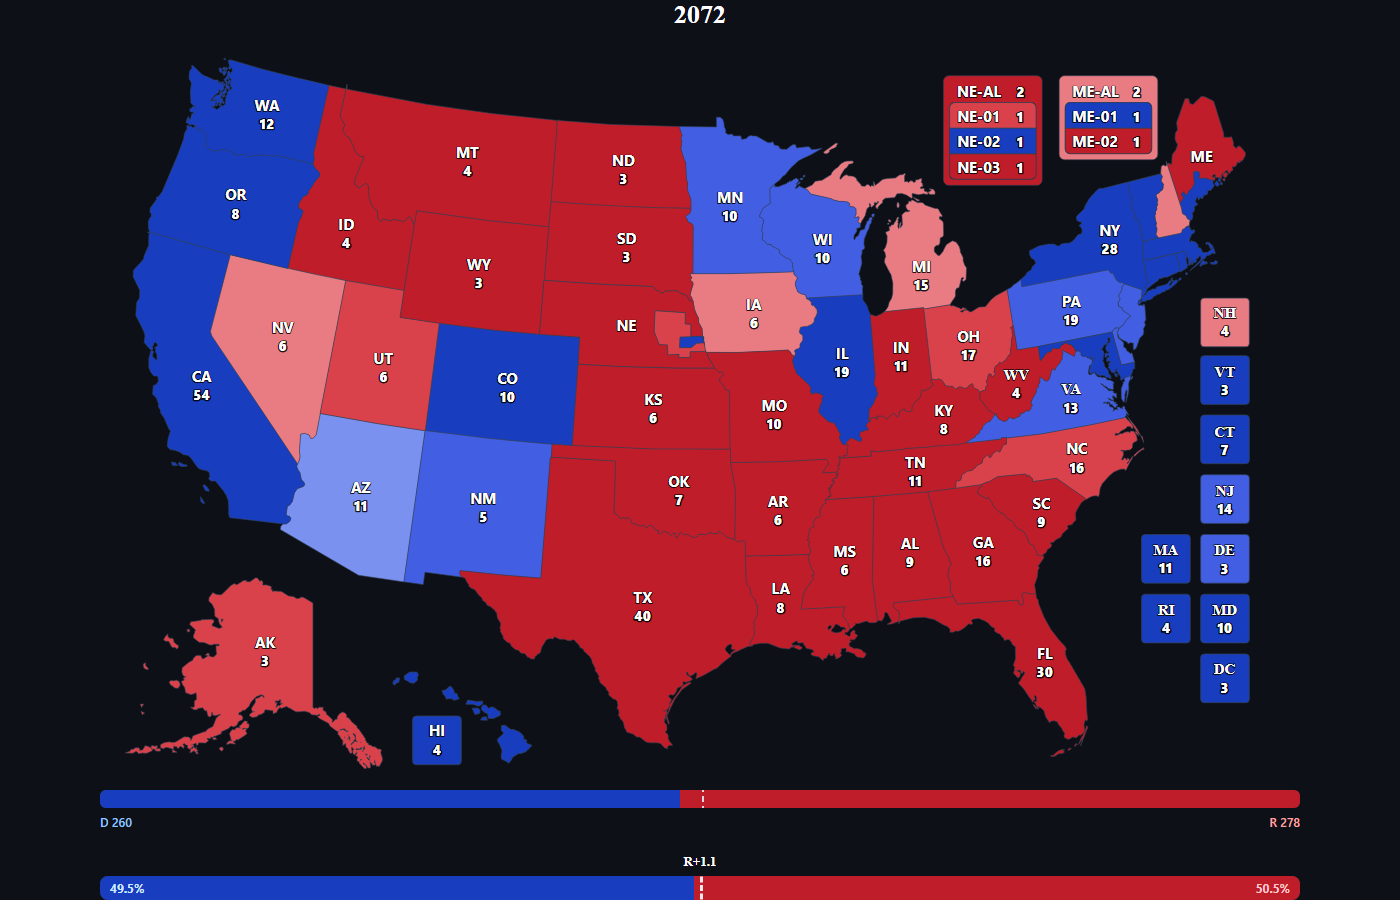 2072
WA
12
OR
8
CA
54
NV
6
ID
4
MT
4
WY
3
UT
6
CO
10
AZ
11
NM
5
ND
3
SD
3
NE
KS
6
OK
7
TX
40
MN
10
IA
6
MO
10
AR
6
LA
8
WI
10
IL
19
MI
15
IN
11
OH
17
KY
8
TN
11
MS
6
AL
9
GA
16
FL
30
SC
9
NC
16
VA
13
WV
4
PA
19
NY
28
ME
NE-AL 2
NE-01 1
NE-02 1
NE-03 1
ME-AL 2
ME-01 1
ME-02 1
NH
4
VT
3
CT
7
NJ
14
MA
11
DE
3
RI
4
MD
10
DC
3
AK
3
HI
4
D 260
R 278
R+1.1
49.5%
50.5%